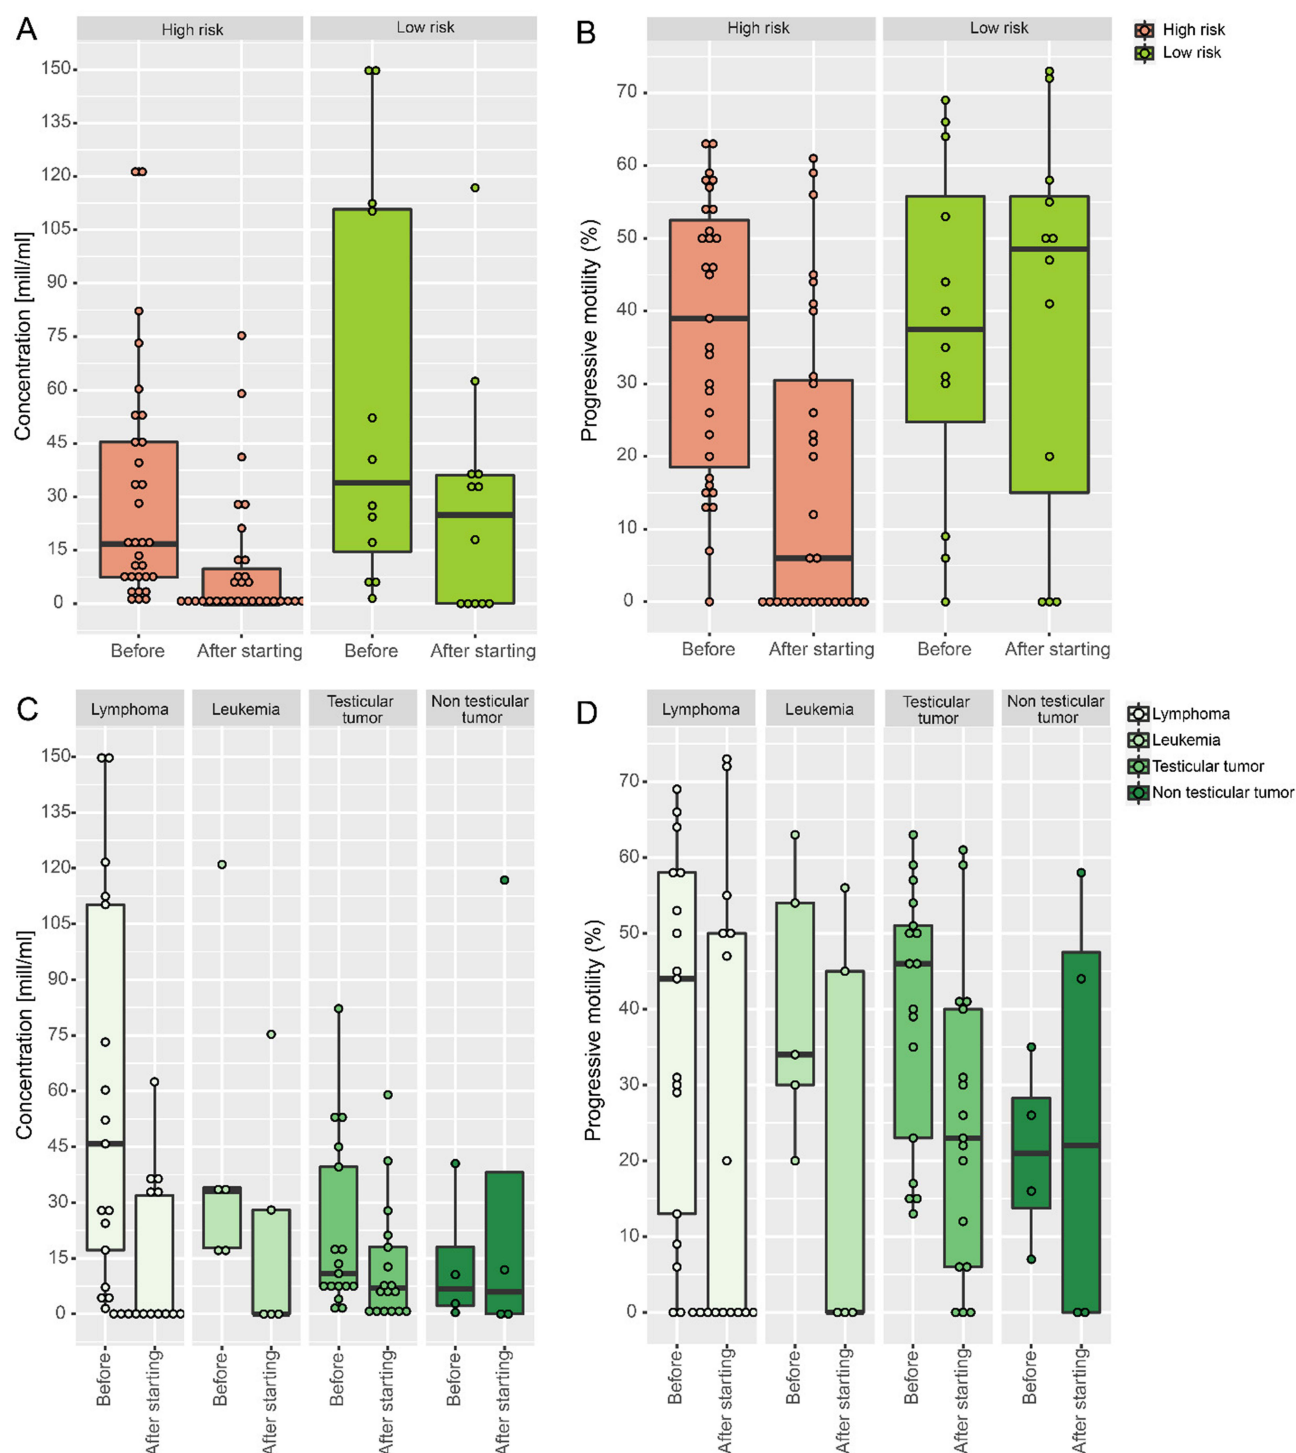 A
High risk
Low risk
Concentration [mill/ml]
150
135
120
105
90
75
60
45
30
15
0
Before
After starting
Before
After starting
B
High risk
Low risk
Progressive motility (%)
70
60
50
40
30
20
10
0
Before
After starting
Before
After starting
High risk
Low risk
C
Lymphoma
Leukemia
Testicular
tumor
Non testicular
tumor
Concentration [mill/ml]
150
135
120
105
90
75
60
45
30
15
0
Before
After starting
Before
After starting
Before
After starting
Before
After starting
D
Lymphoma
Leukemia
Testicular
tumor
Non testicular
tumor
Progressive motility (%)
70
60
50
40
30
20
10
0
Before
After starting
Before
After starting
Before
After starting
Before
After starting
Lymphoma
Leukemia
Testicular tumor
Non testicular tumor